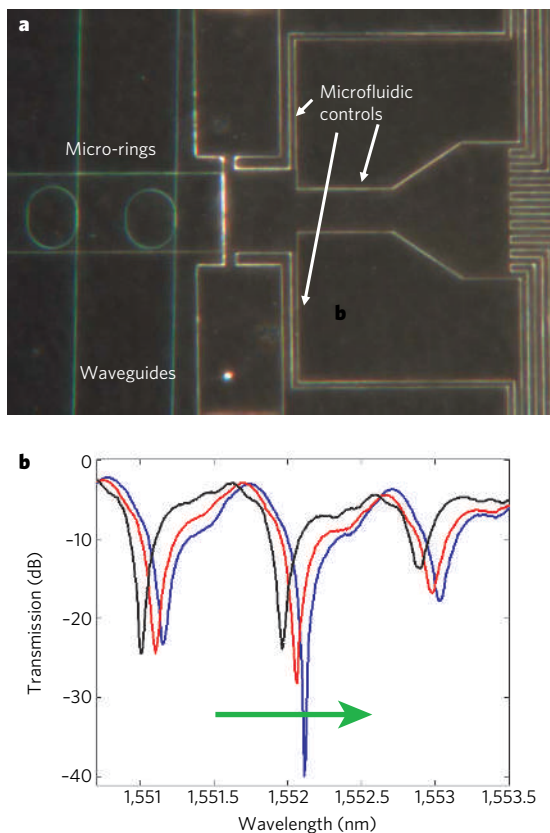 a
Microfluidic
controls
Micro-rings
b
Waveguides
b
0
−10
−20
−30
−40
Transmission (dB)
1,551 1,551.5 1,552 1,552.5 1,553 1,553.5
Wavelength (nm)